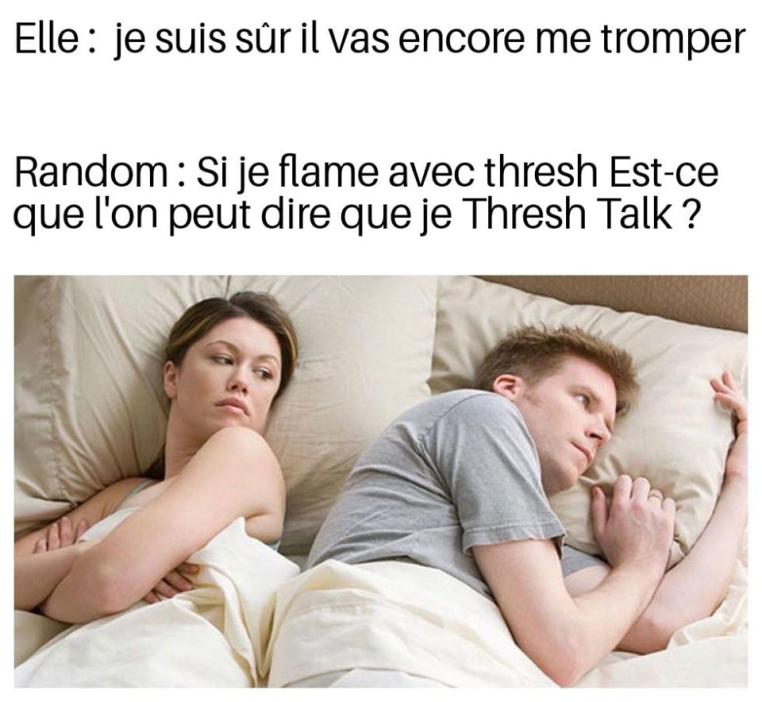 Elle : je suis sûr il vas encore me tromper
Random : Si je flame avec thresh Est-ce
que l'on peut dire que je Thresh Talk ?